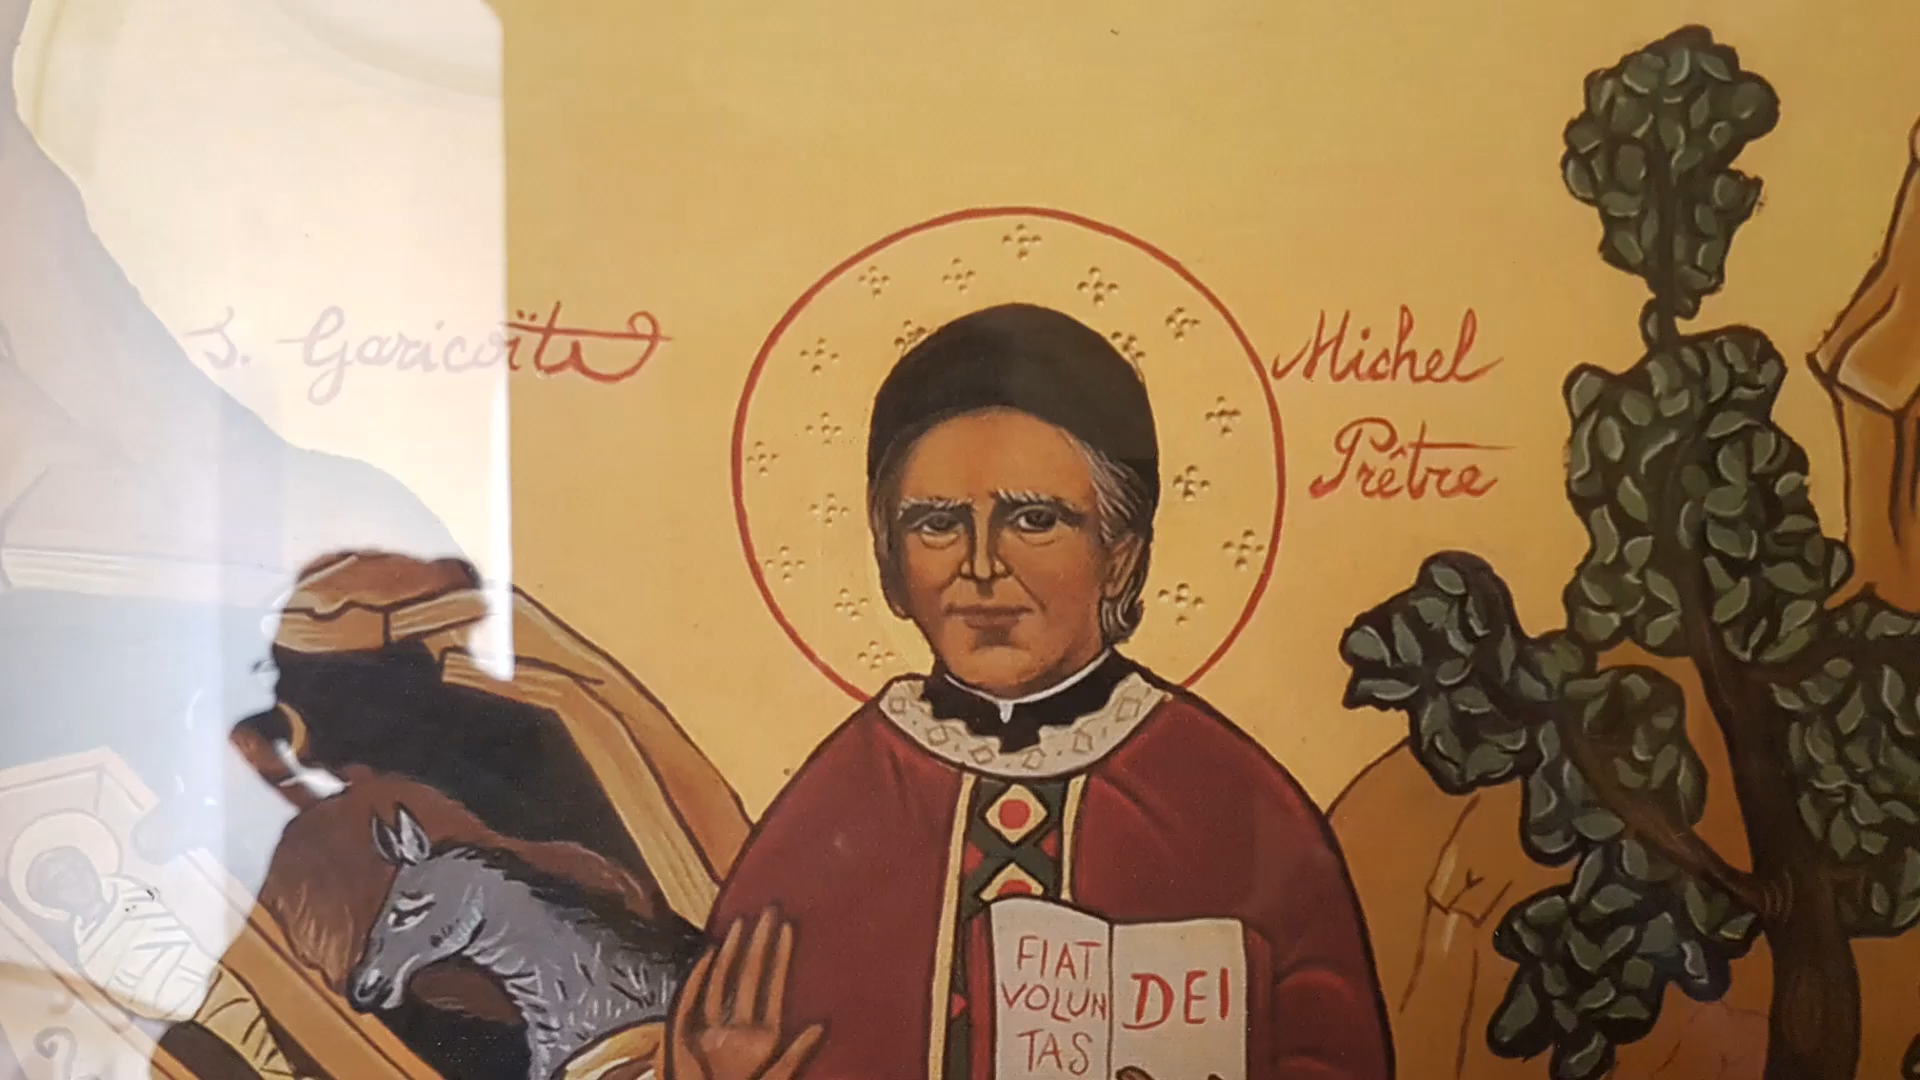 S. Garicoïts
Michel
Prêtre
FIAT
VOLUN
TAS
DEI